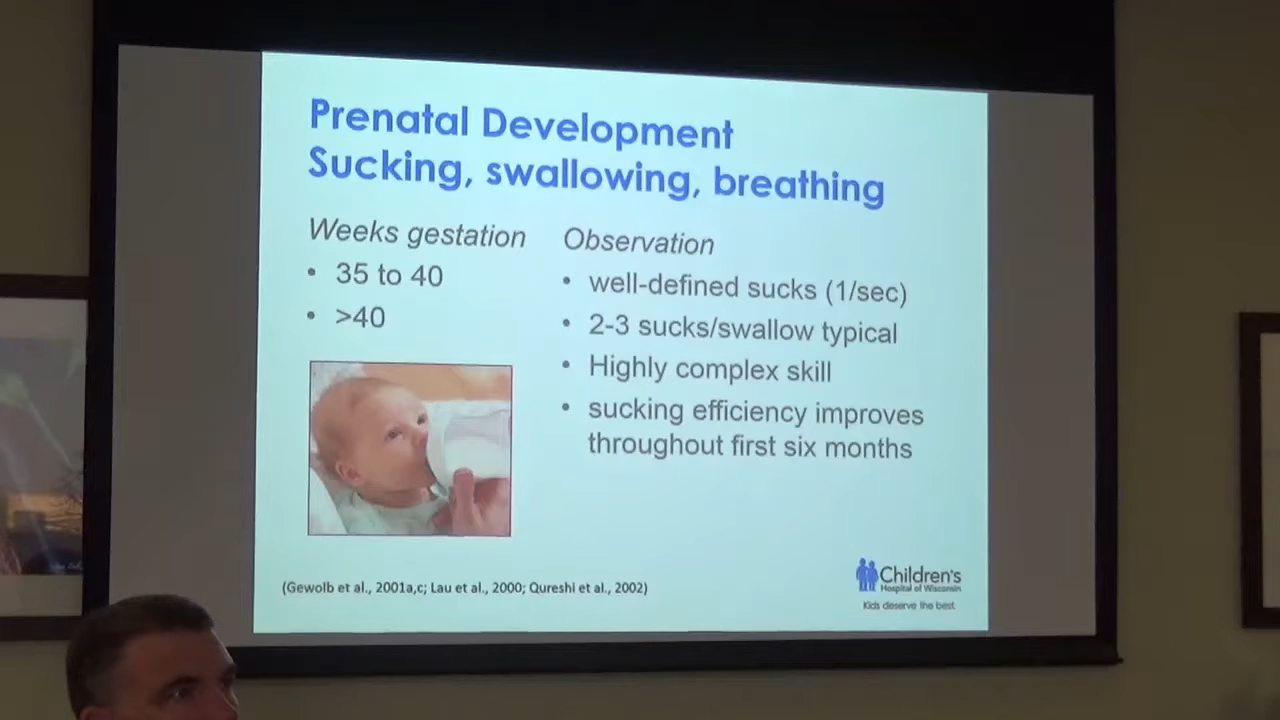 Prenatal Development
Sucking, swallowing, breathing
Weeks gestation
• 35 to 40
• >40
Observation
• well-defined sucks (1/sec)
• 2-3 sucks/swallow typical
• Highly complex skill
• sucking efficiency improves
throughout first six months
(Gewolb et al., 2001a,c; Lau et al., 2000; Qureshi et al., 2002)
Children's
Hospital of Wisconsin
Kids deserve the best.